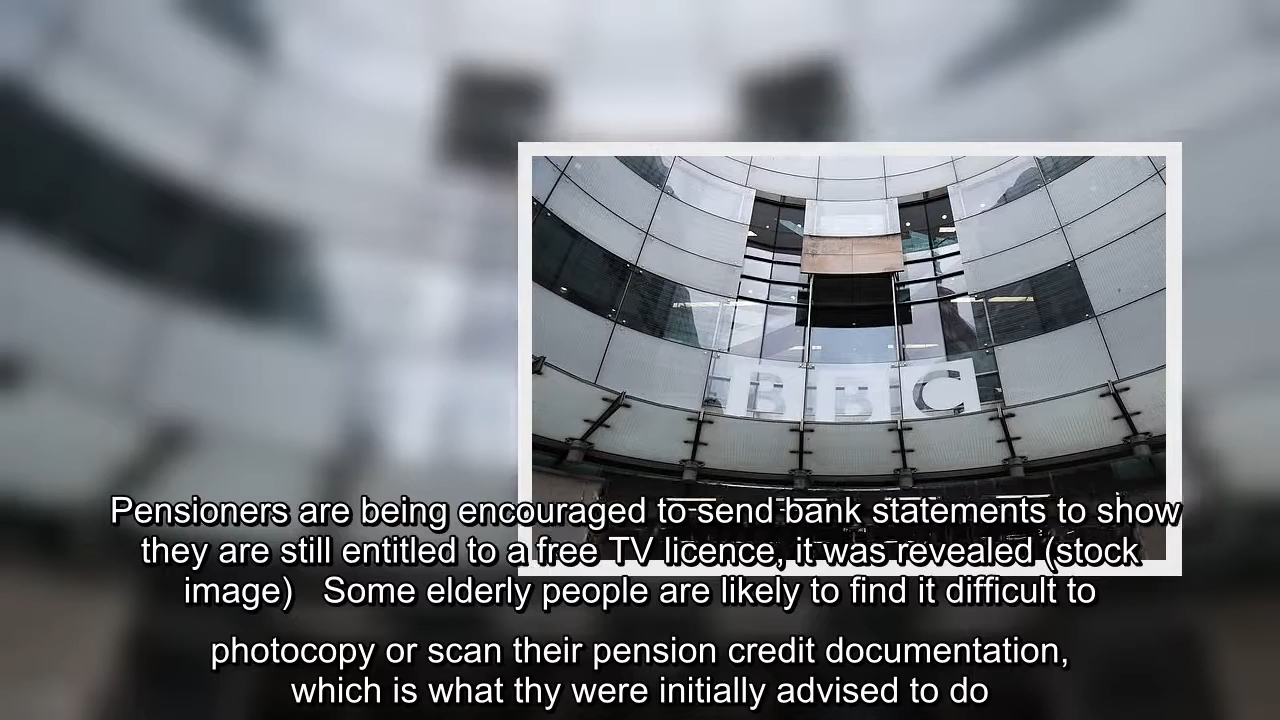 BBC
Pensioners are being encouraged to send bank statements to show
they are still entitled to a free TV licence, it was revealed (stock
image)   Some elderly people are likely to find it difficult to
photocopy or scan their pension credit documentation,
which is what thy were initially advised to do